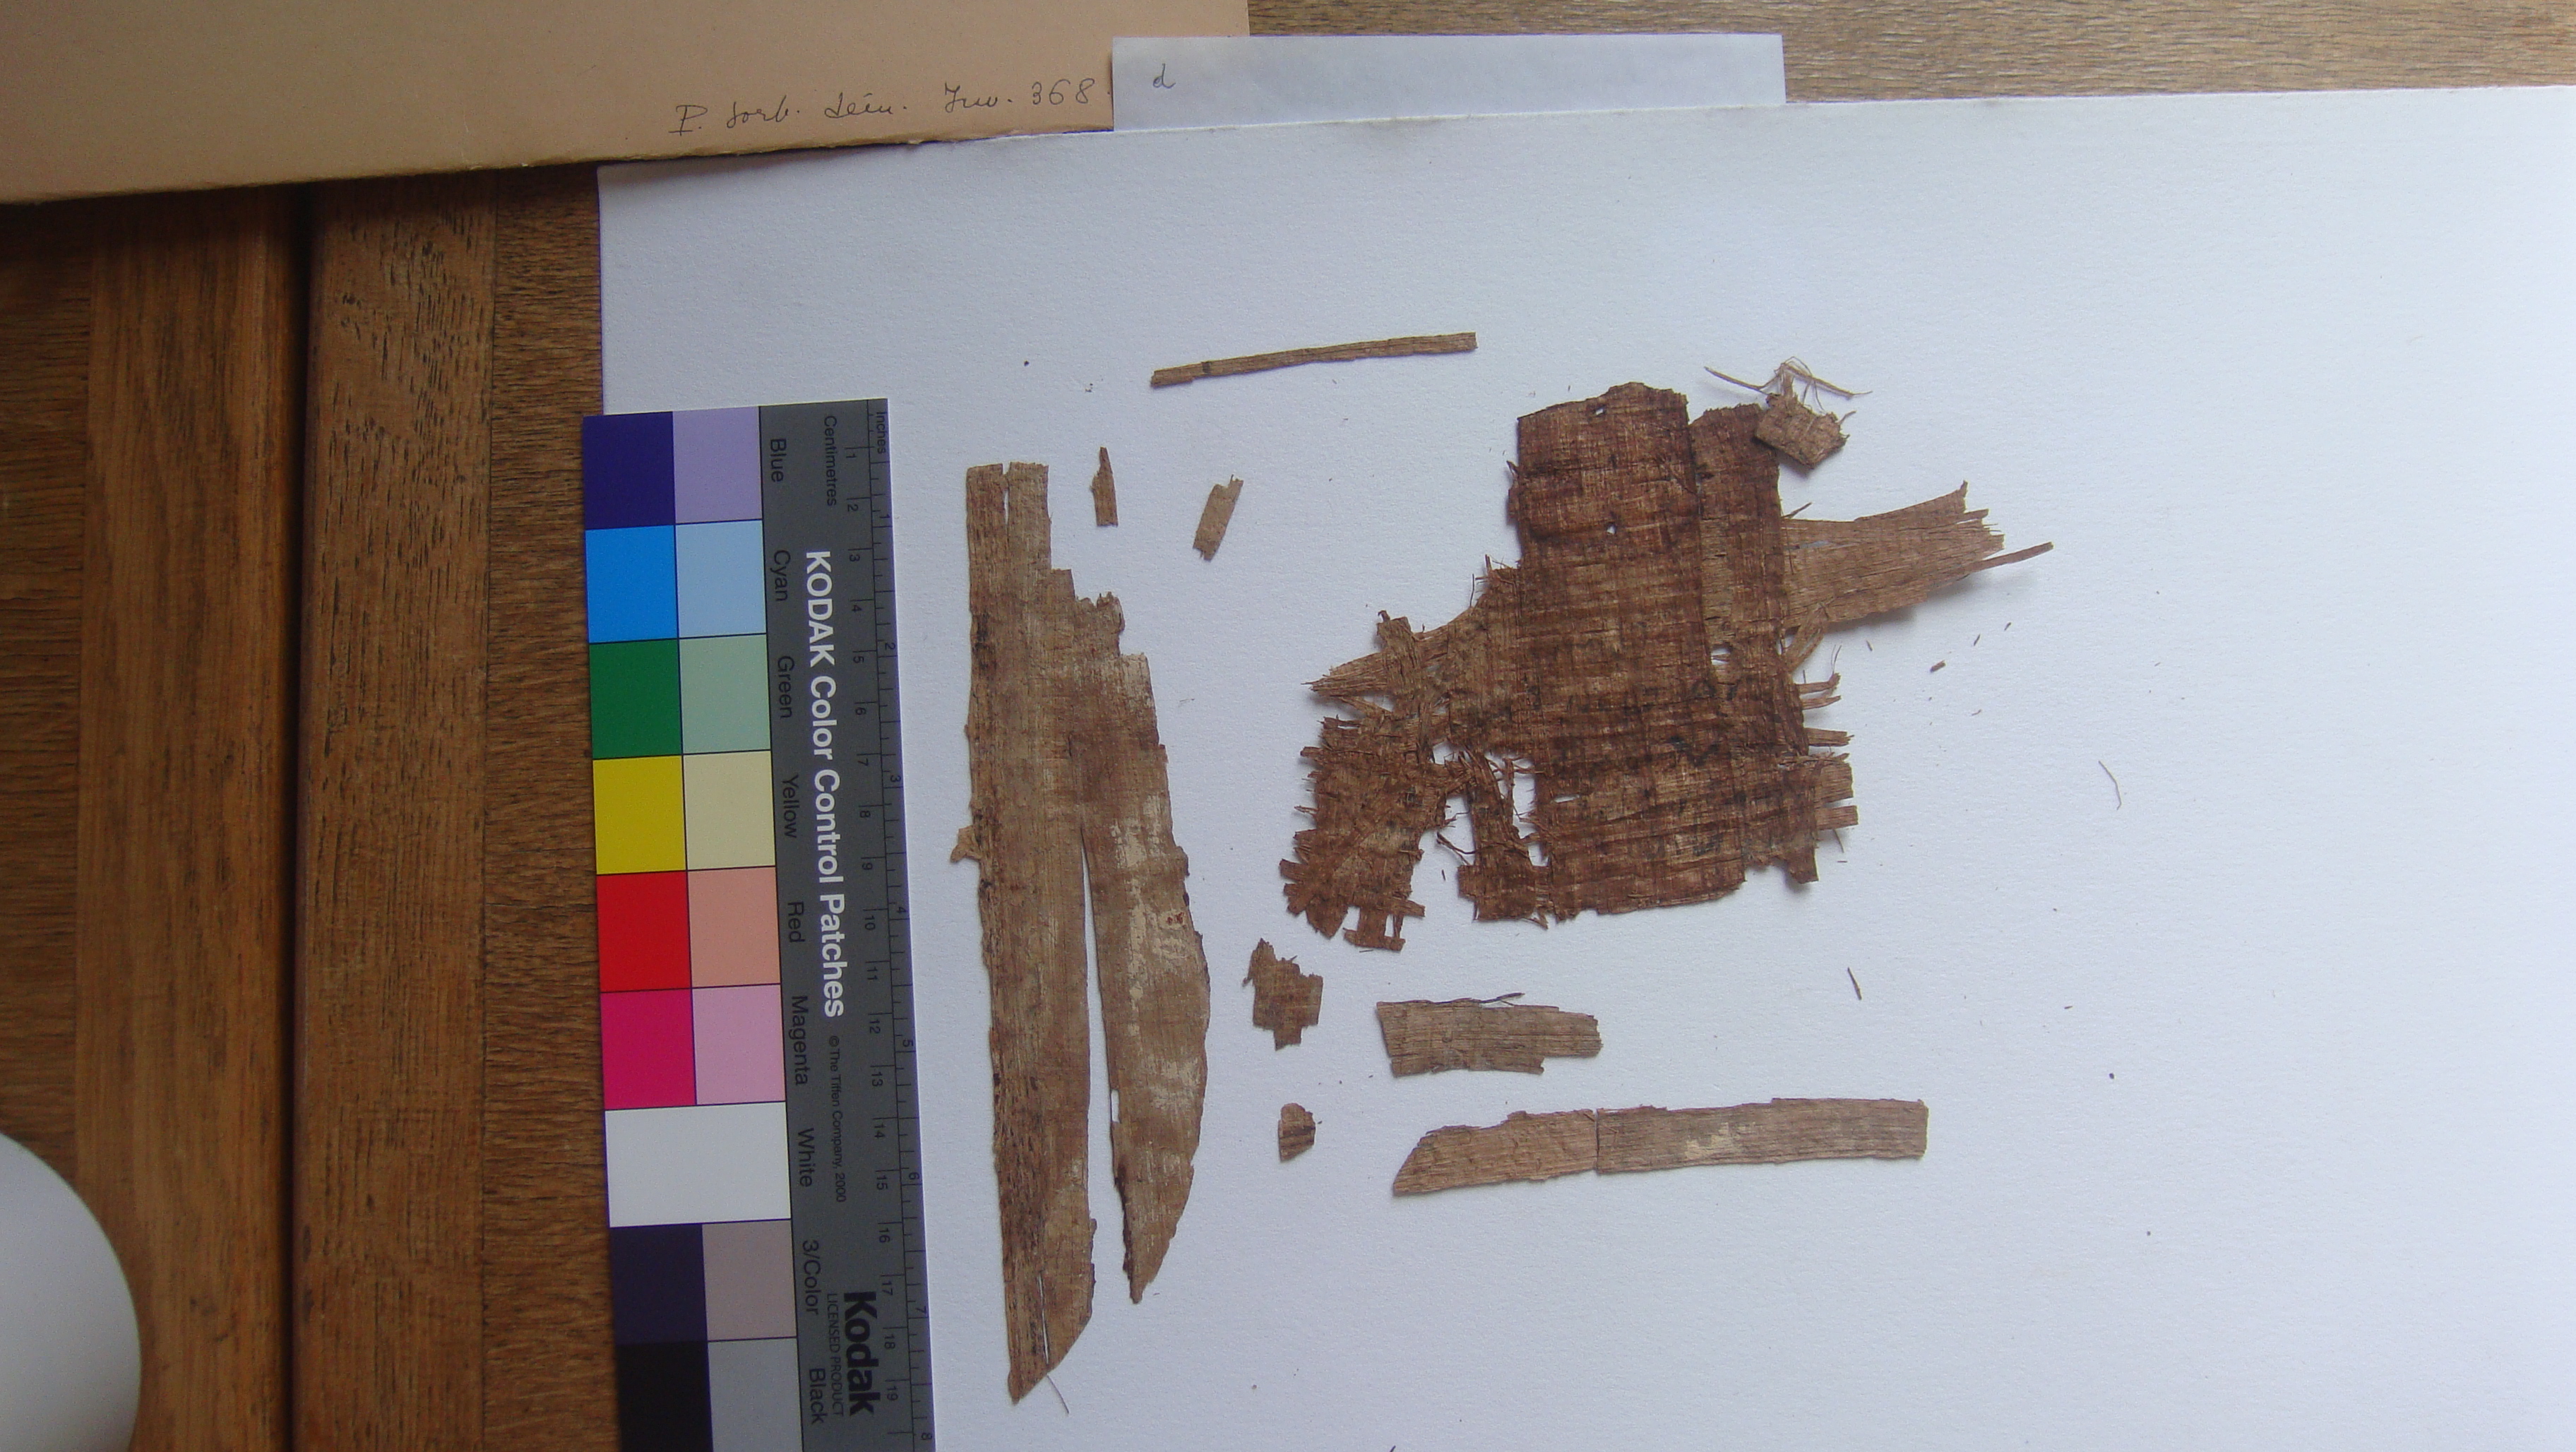 P. Sorb. dém. Inv. 368
d
Inches
Centimetres
1 2 3 4 5 6 7 8 9 10 11 12 13 14 15 16 17 18 19
1 2 3 4 5 6 7 8
KODAK Color Control Patches
© The Tiffen Company, 2000
Kodak
LICENSED PRODUCT
Blue
Cyan
Green
Yellow
Red
Magenta
White
3/Color
Black